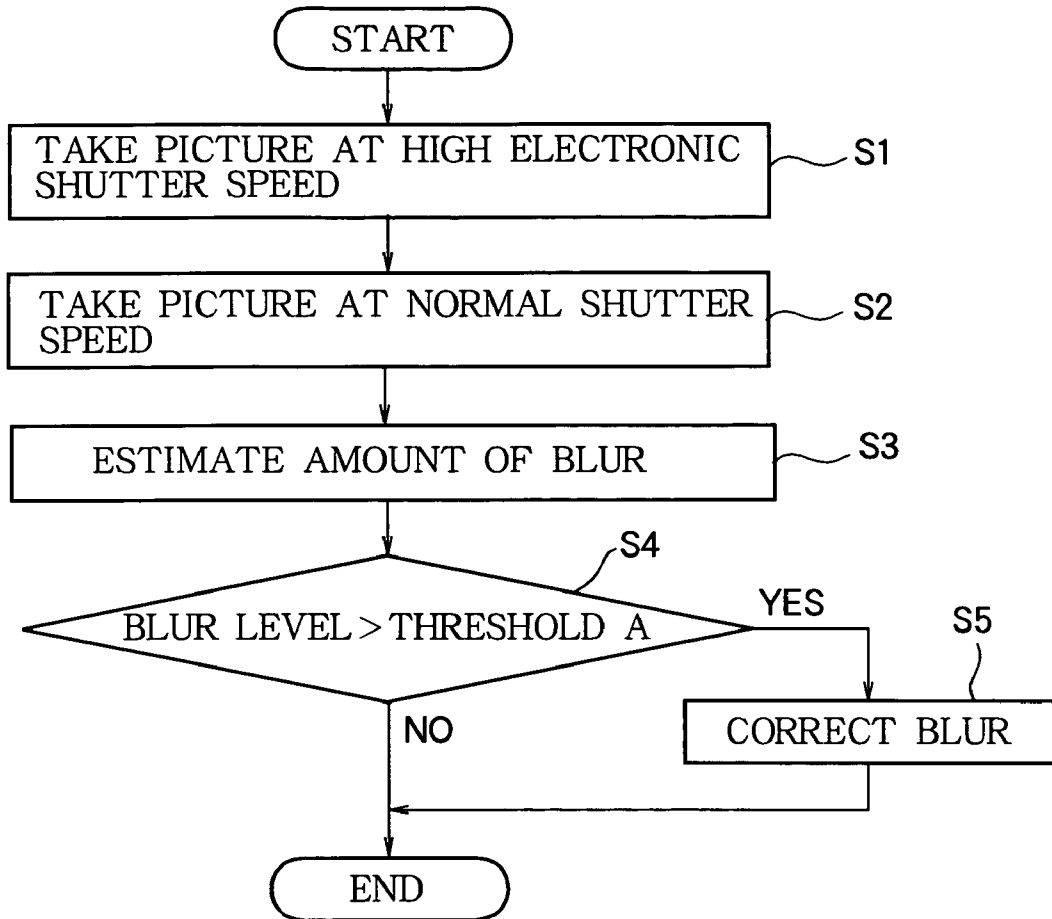 START
TAKE PICTURE AT HIGH ELECTRONIC
SHUTTER SPEED
S1
TAKE PICTURE AT NORMAL SHUTTER
SPEED
S2
ESTIMATE AMOUNT OF BLUR
S3
S4
BLUR LEVEL > THRESHOLD A
YES
S5
NO
CORRECT BLUR
END